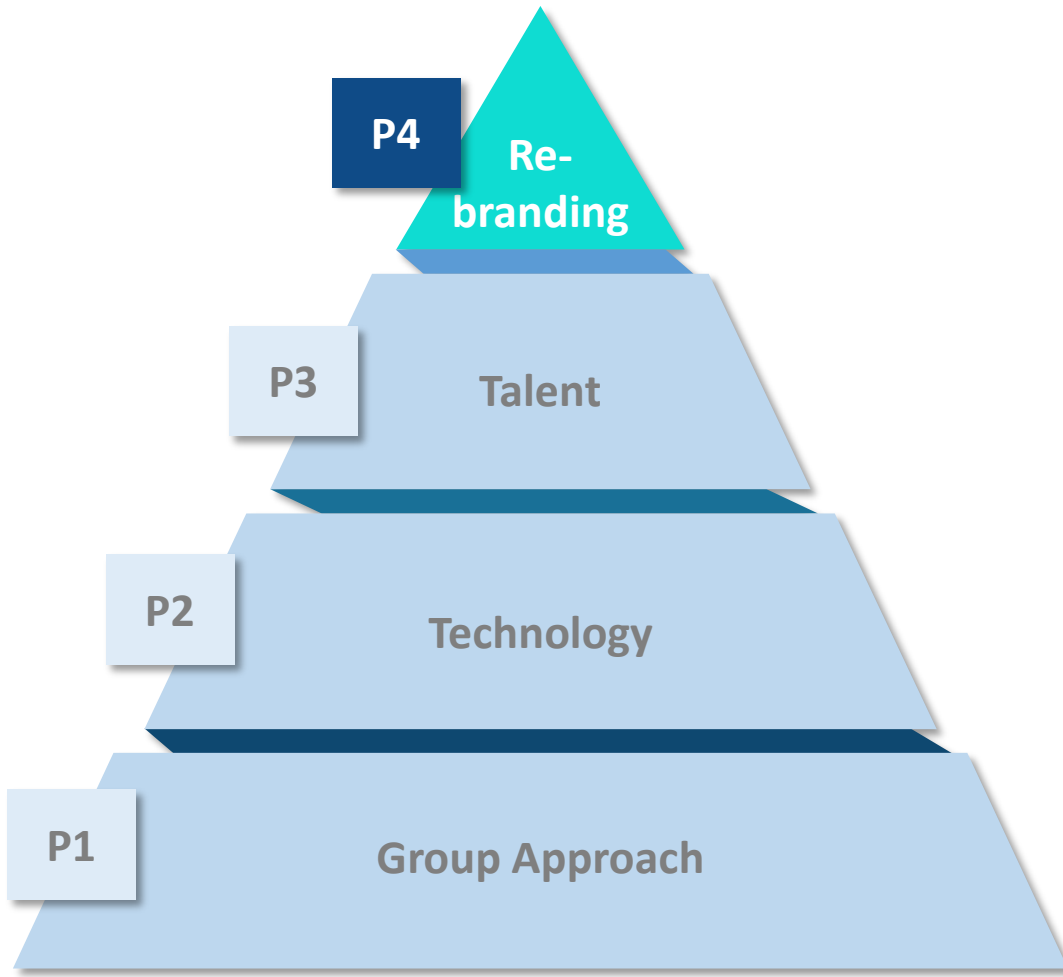 P4
Re-
branding
P3
Talent
P2
Technology
P1
Group Approach